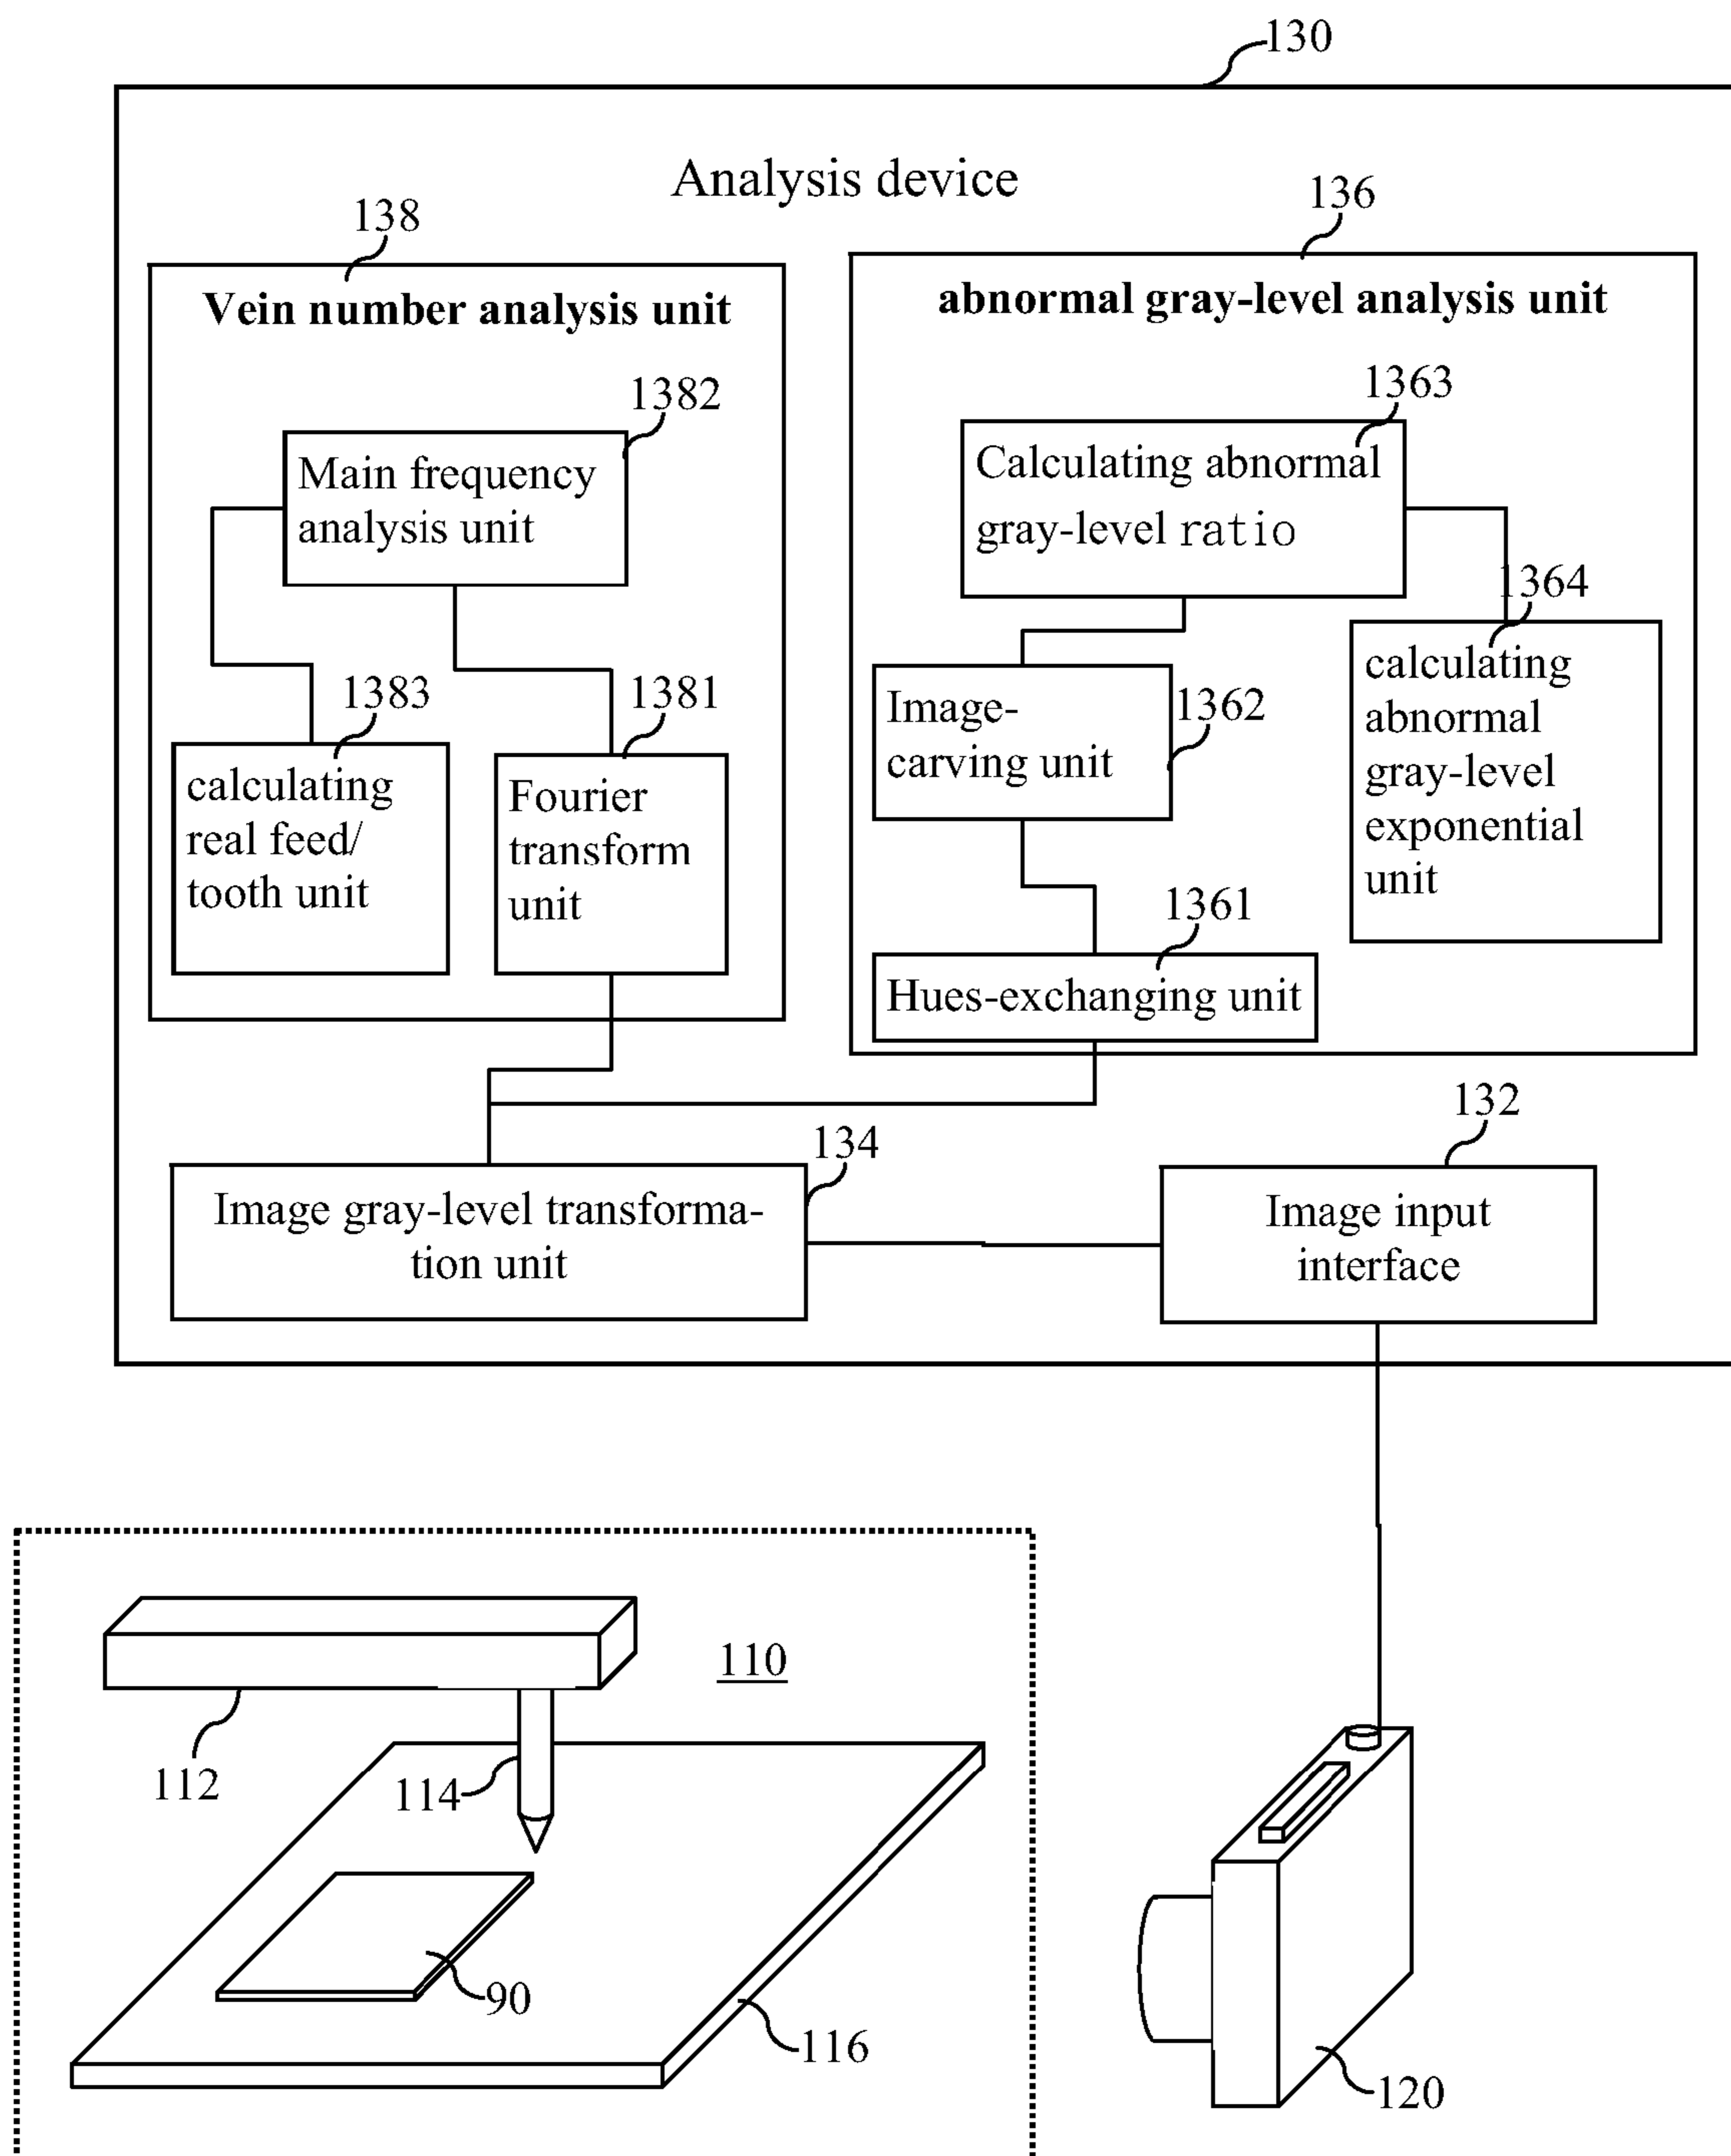 130
Analysis device
138
136
Vein number analysis unit
abnormal gray-level analysis unit
1382
1363
Main frequency
analysis unit
Calculating abnormal
gray-level ratio
1364
1383
1381
1362
calculating
real feed/
tooth unit
Fourier
transform
unit
Image-
carving unit
calculating
abnormal
gray-level
exponential
unit
1361
Hues-exchanging unit
132
134
Image gray-level transforma-
tion unit
Image input
interface
110
112
114
90
116
120